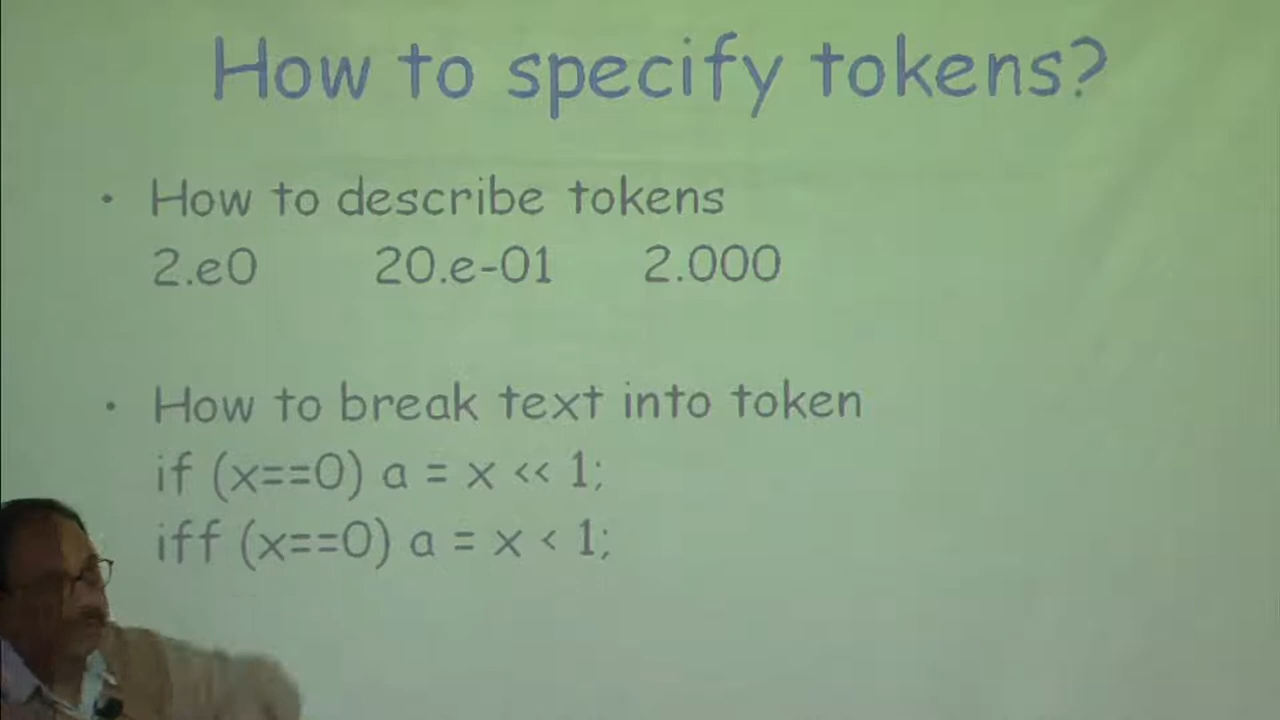 How to specify tokens?
• How to describe tokens
2.e0 20.e-01 2.000
• How to break text into token
if (x==0) a = x << 1;
iff (x==0) a = x < 1;